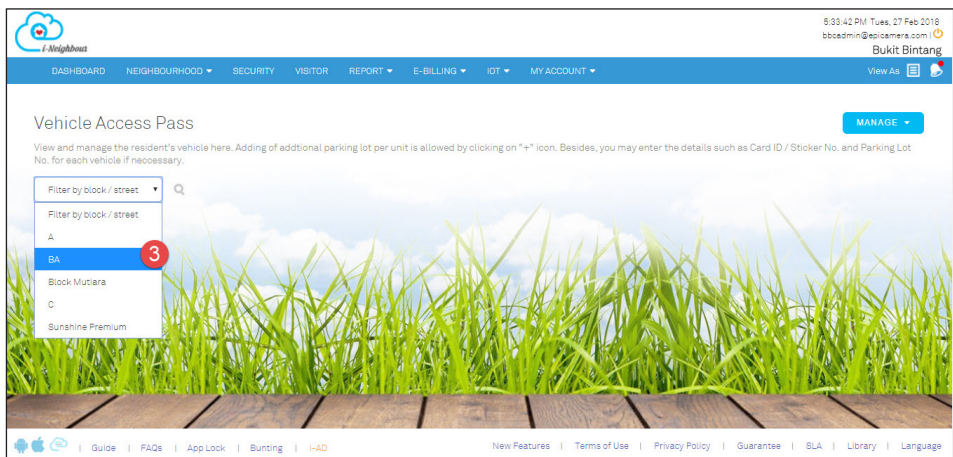 i-Neighbour
5:33:42 PM Tues, 27 Feb 2018
bbcadmin@epicamera.com |
Bukit Bintang
DASHBOARD NEIGHBOURHOOD SECURITY VISITOR REPORT E-BILLING IOT MY ACCOUNT View As
Vehicle Access Pass
MANAGE
View and manage the resident's vehicle here. Adding of addtional parking lot per unit is allowed by clicking on "+" icon. Besides, you may enter the details such as Card ID / Sticker No. and Parking Lot
No. for each vehicle if neccessary.
Filter by block / street
Filter by block / street
A
BA 3
Block Mutiara
C
Sunshine Premium
| Guide | FAQs | App Lock | Bunting | i-AD New Features | Terms of Use | Privacy Policy | Guarantee | SLA | Library | Language